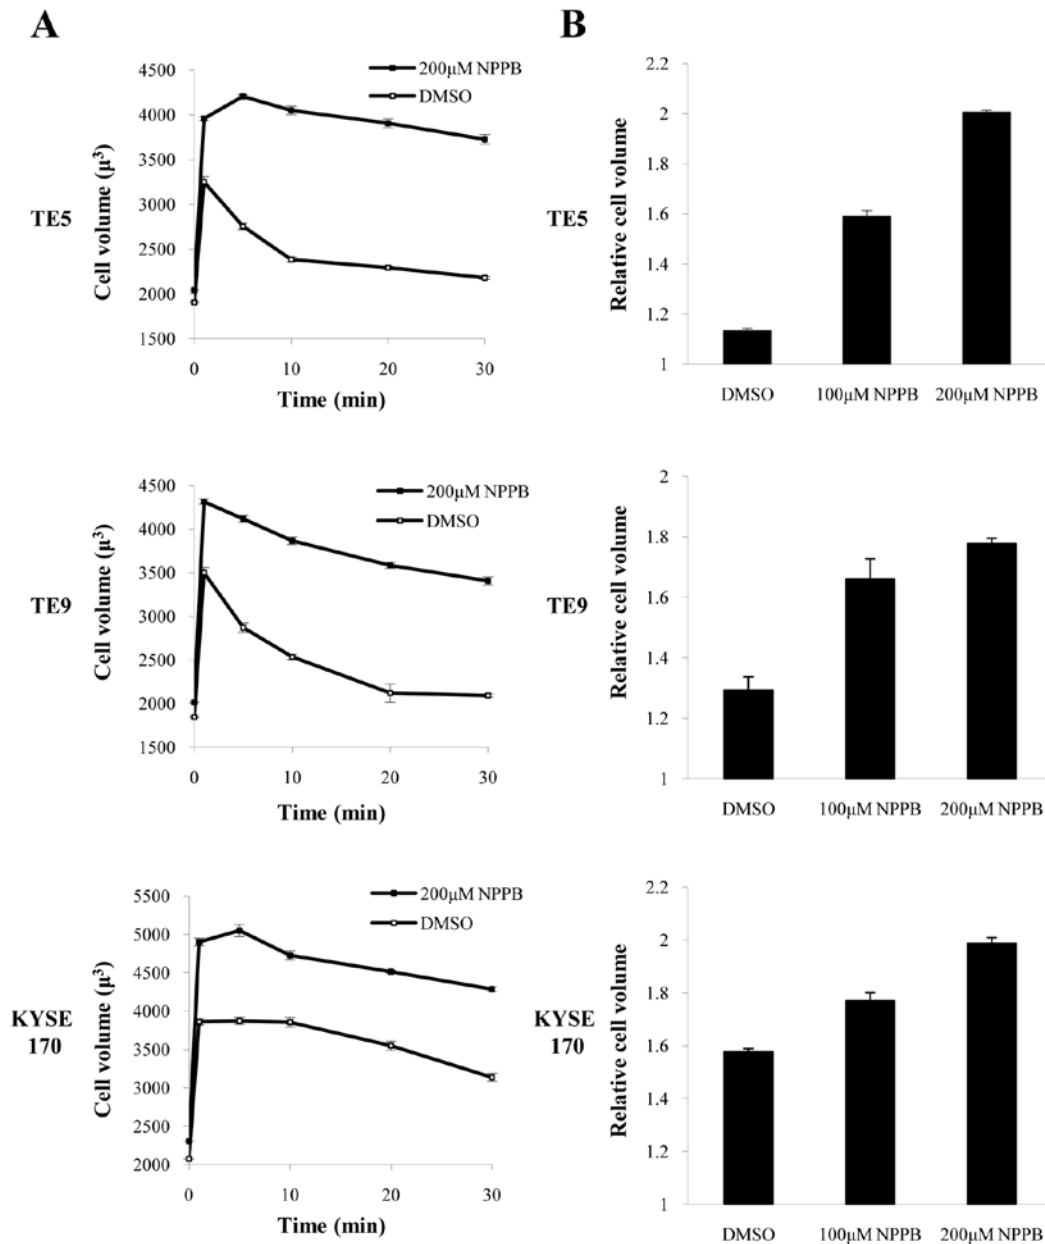 A
B
200μM NPPB
DMSO
4500
4000
3500
3000
2500
2000
1500
Cell volume (μ³)
TE5
0 10 20 30
Time (min)
2.2
2
1.8
1.6
1.4
1.2
1
Relative cell volume
TE5
DMSO 100μM NPPB 200μM NPPB
200μM NPPB
DMSO
4500
4000
3500
3000
2500
2000
1500
Cell volume (μ³)
TE9
0 10 20 30
Time (min)
2
1.8
1.6
1.4
1.2
1
Relative cell volume
TE9
DMSO 100μM NPPB 200μM NPPB
200μM NPPB
DMSO
5500
5000
4500
4000
3500
3000
2500
2000
Cell volume (μ³)
KYSE
170
0 10 20 30
Time (min)
2.2
2
1.8
1.6
1.4
1.2
1
Relative cell volume
KYSE
170
DMSO 100μM NPPB 200μM NPPB